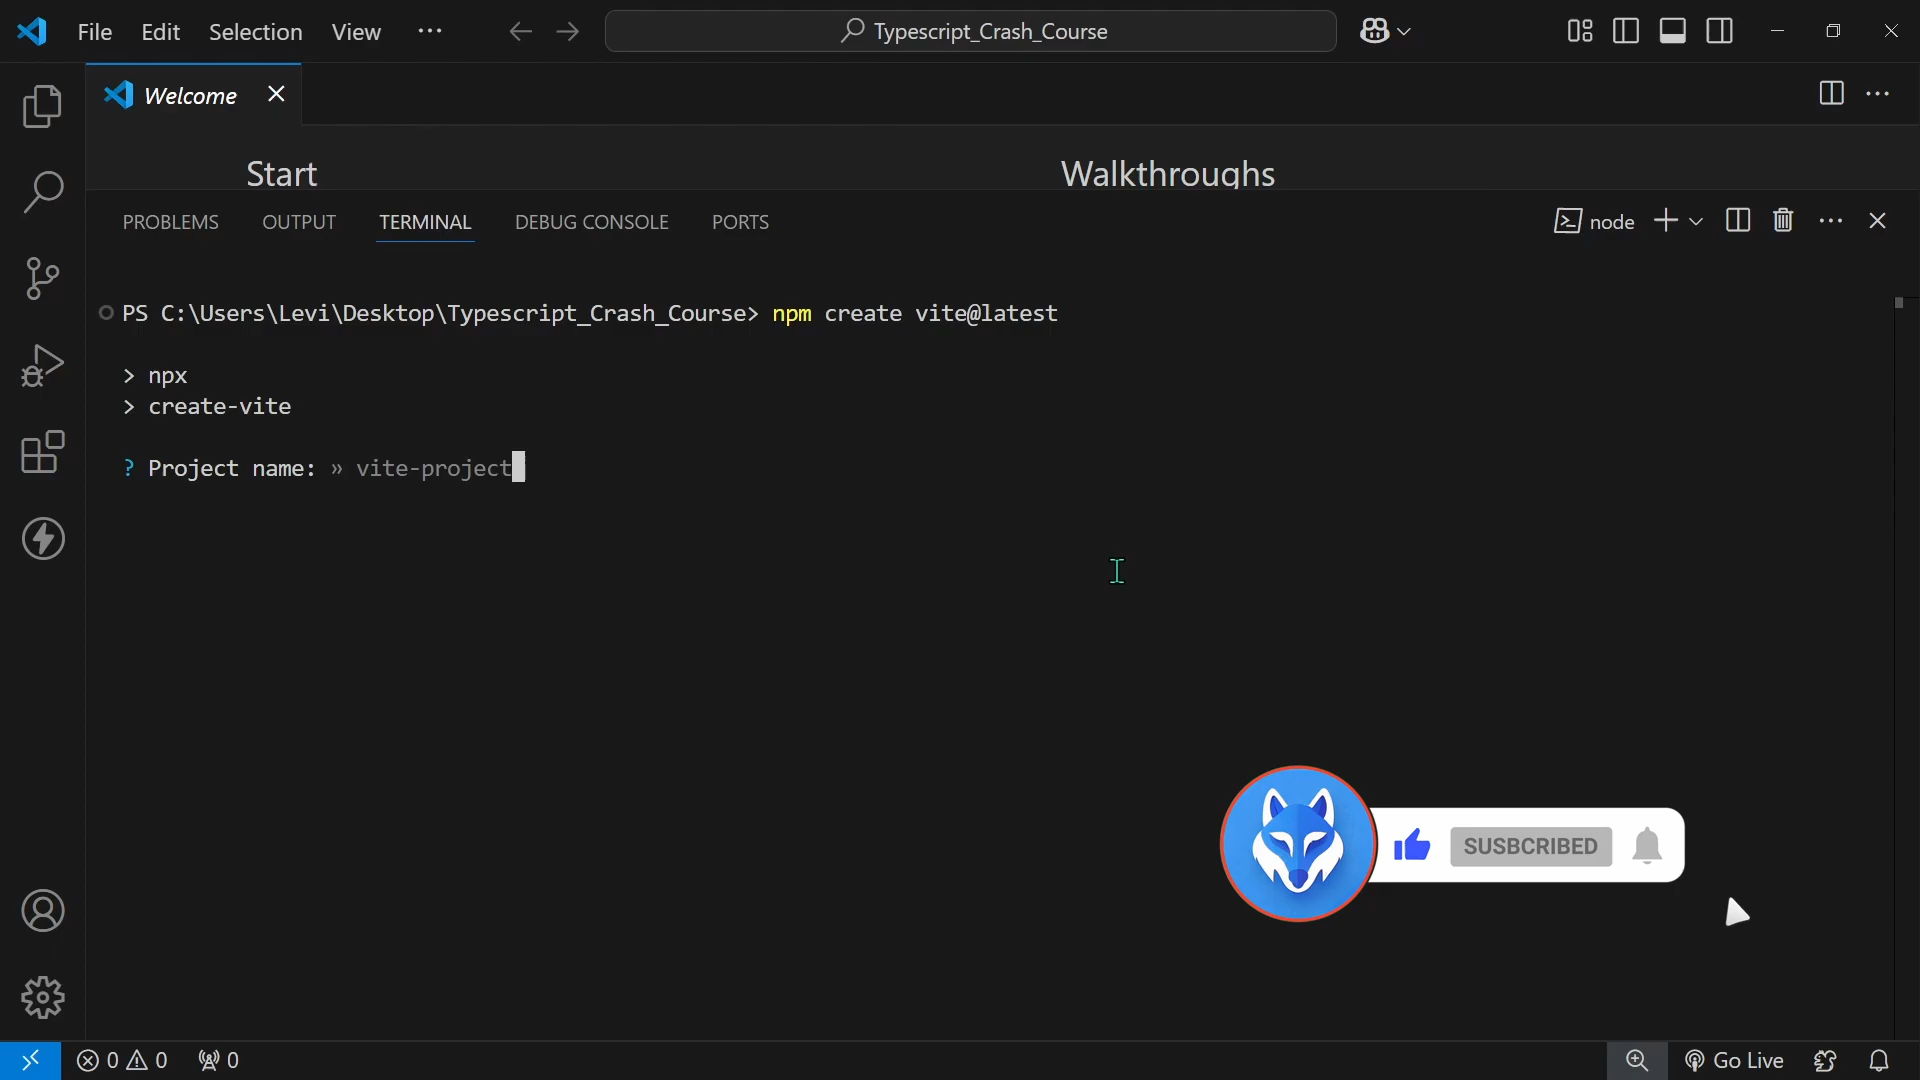 File Edit Selection View ··· Typescript_Crash_Course
Welcome
Start Walkthroughs
PROBLEMS OUTPUT TERMINAL DEBUG CONSOLE PORTS node
PS C:\Users\Levi\Desktop\Typescript_Crash_Course> npm create vite@latest
> npx
> create-vite
? Project name: » vite-project
SUSBCRIBED
0 0 0 Go Live